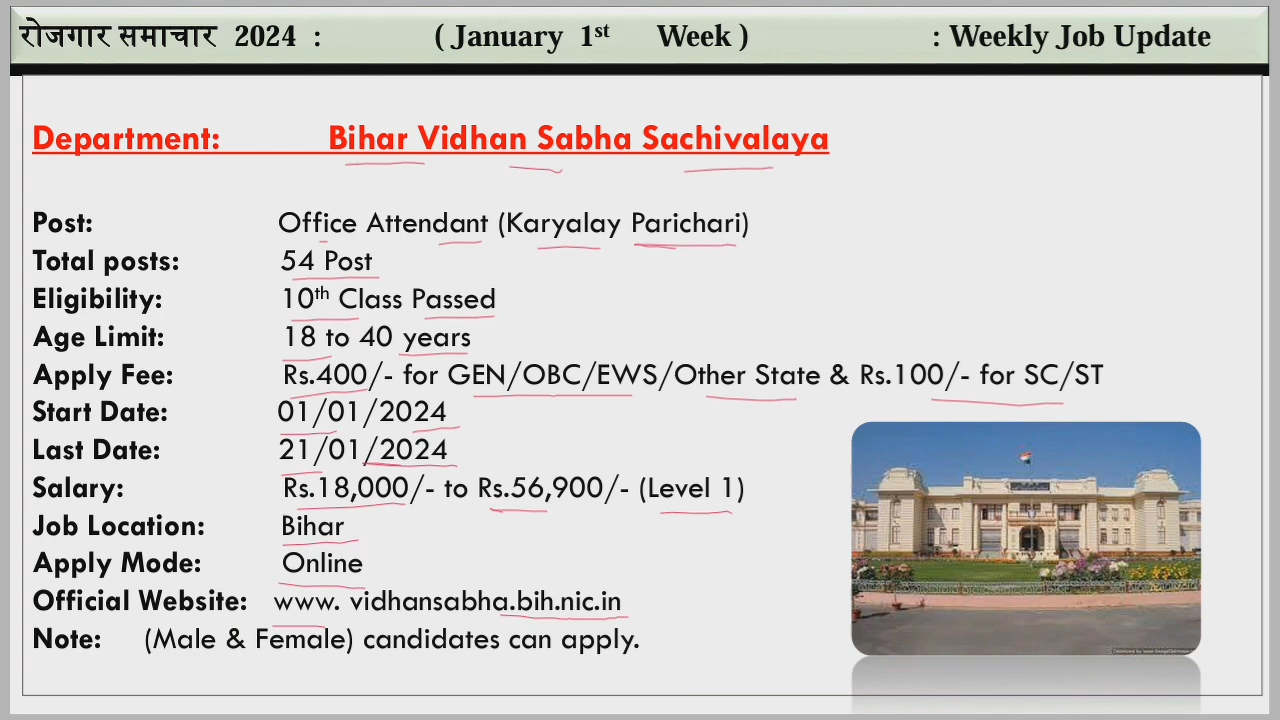 रोजगार समाचार 2024 : ( January 1st Week ) : Weekly Job Update
Department: Bihar Vidhan Sabha Sachivalaya
Post: Office Attendant (Karyalay Parichari)
Total posts: 54 Post
Eligibility: 10th Class Passed
Age Limit: 18 to 40 years
Apply Fee: Rs.400/- for GEN/OBC/EWS/Other State & Rs.100/- for SC/ST
Start Date: 01/01/2024
Last Date: 21/01/2024
Salary: Rs.18,000/- to Rs.56,900/- (Level 1)
Job Location: Bihar
Apply Mode: Online
Official Website: www. vidhansabha.bih.nic.in
Note: (Male & Female) candidates can apply.